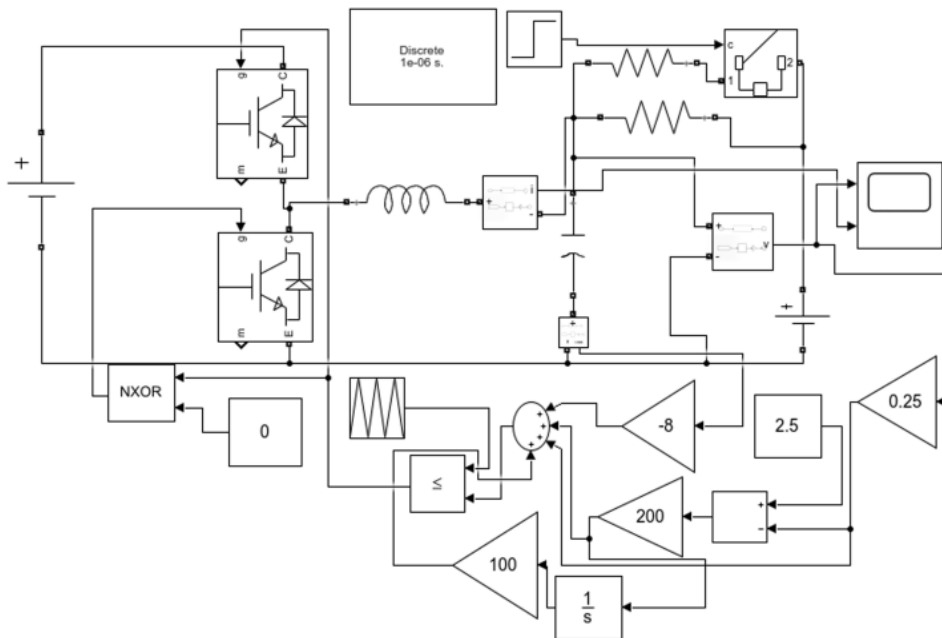 Discrete
1e-06 s.
c
1
2
g
C
m
E
+
+
-
i
+
-
v
+
g
C
m
E
+
NXOR
0
≤
+
+
+
+
-8
2.5
0.25
200
+
−
100
1
s